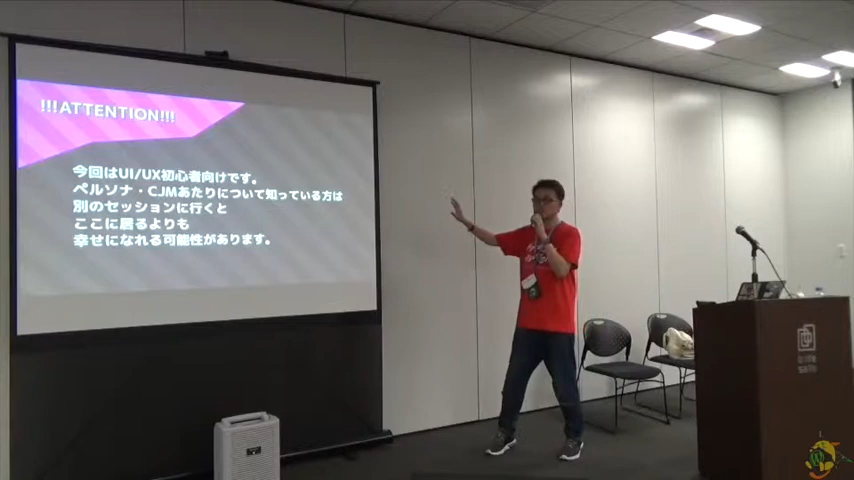 !!!ATTENTION!!!
今回はUI/UX初心者向けです。
ペルソナ・CJMあたりについて知っている方は
別のセッションに行くと
ここに居るよりも
幸せになれる可能性があります。